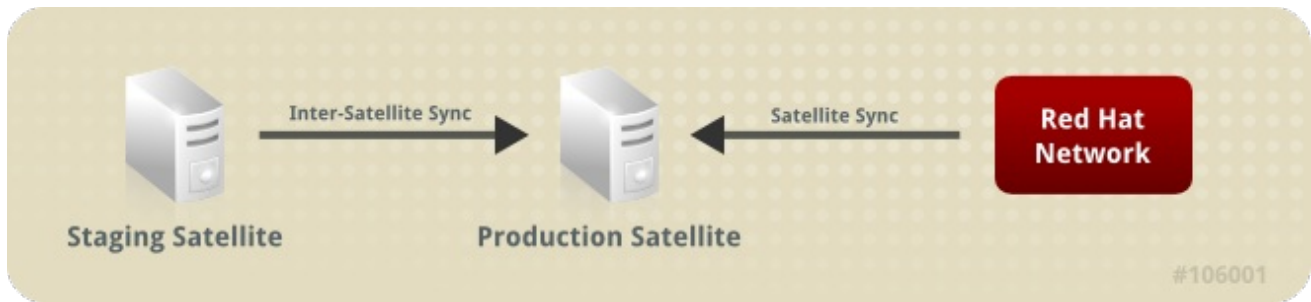 Inter-Satellite Sync
Satellite Sync
Red Hat
Network
Staging Satellite
Production Satellite
#106001